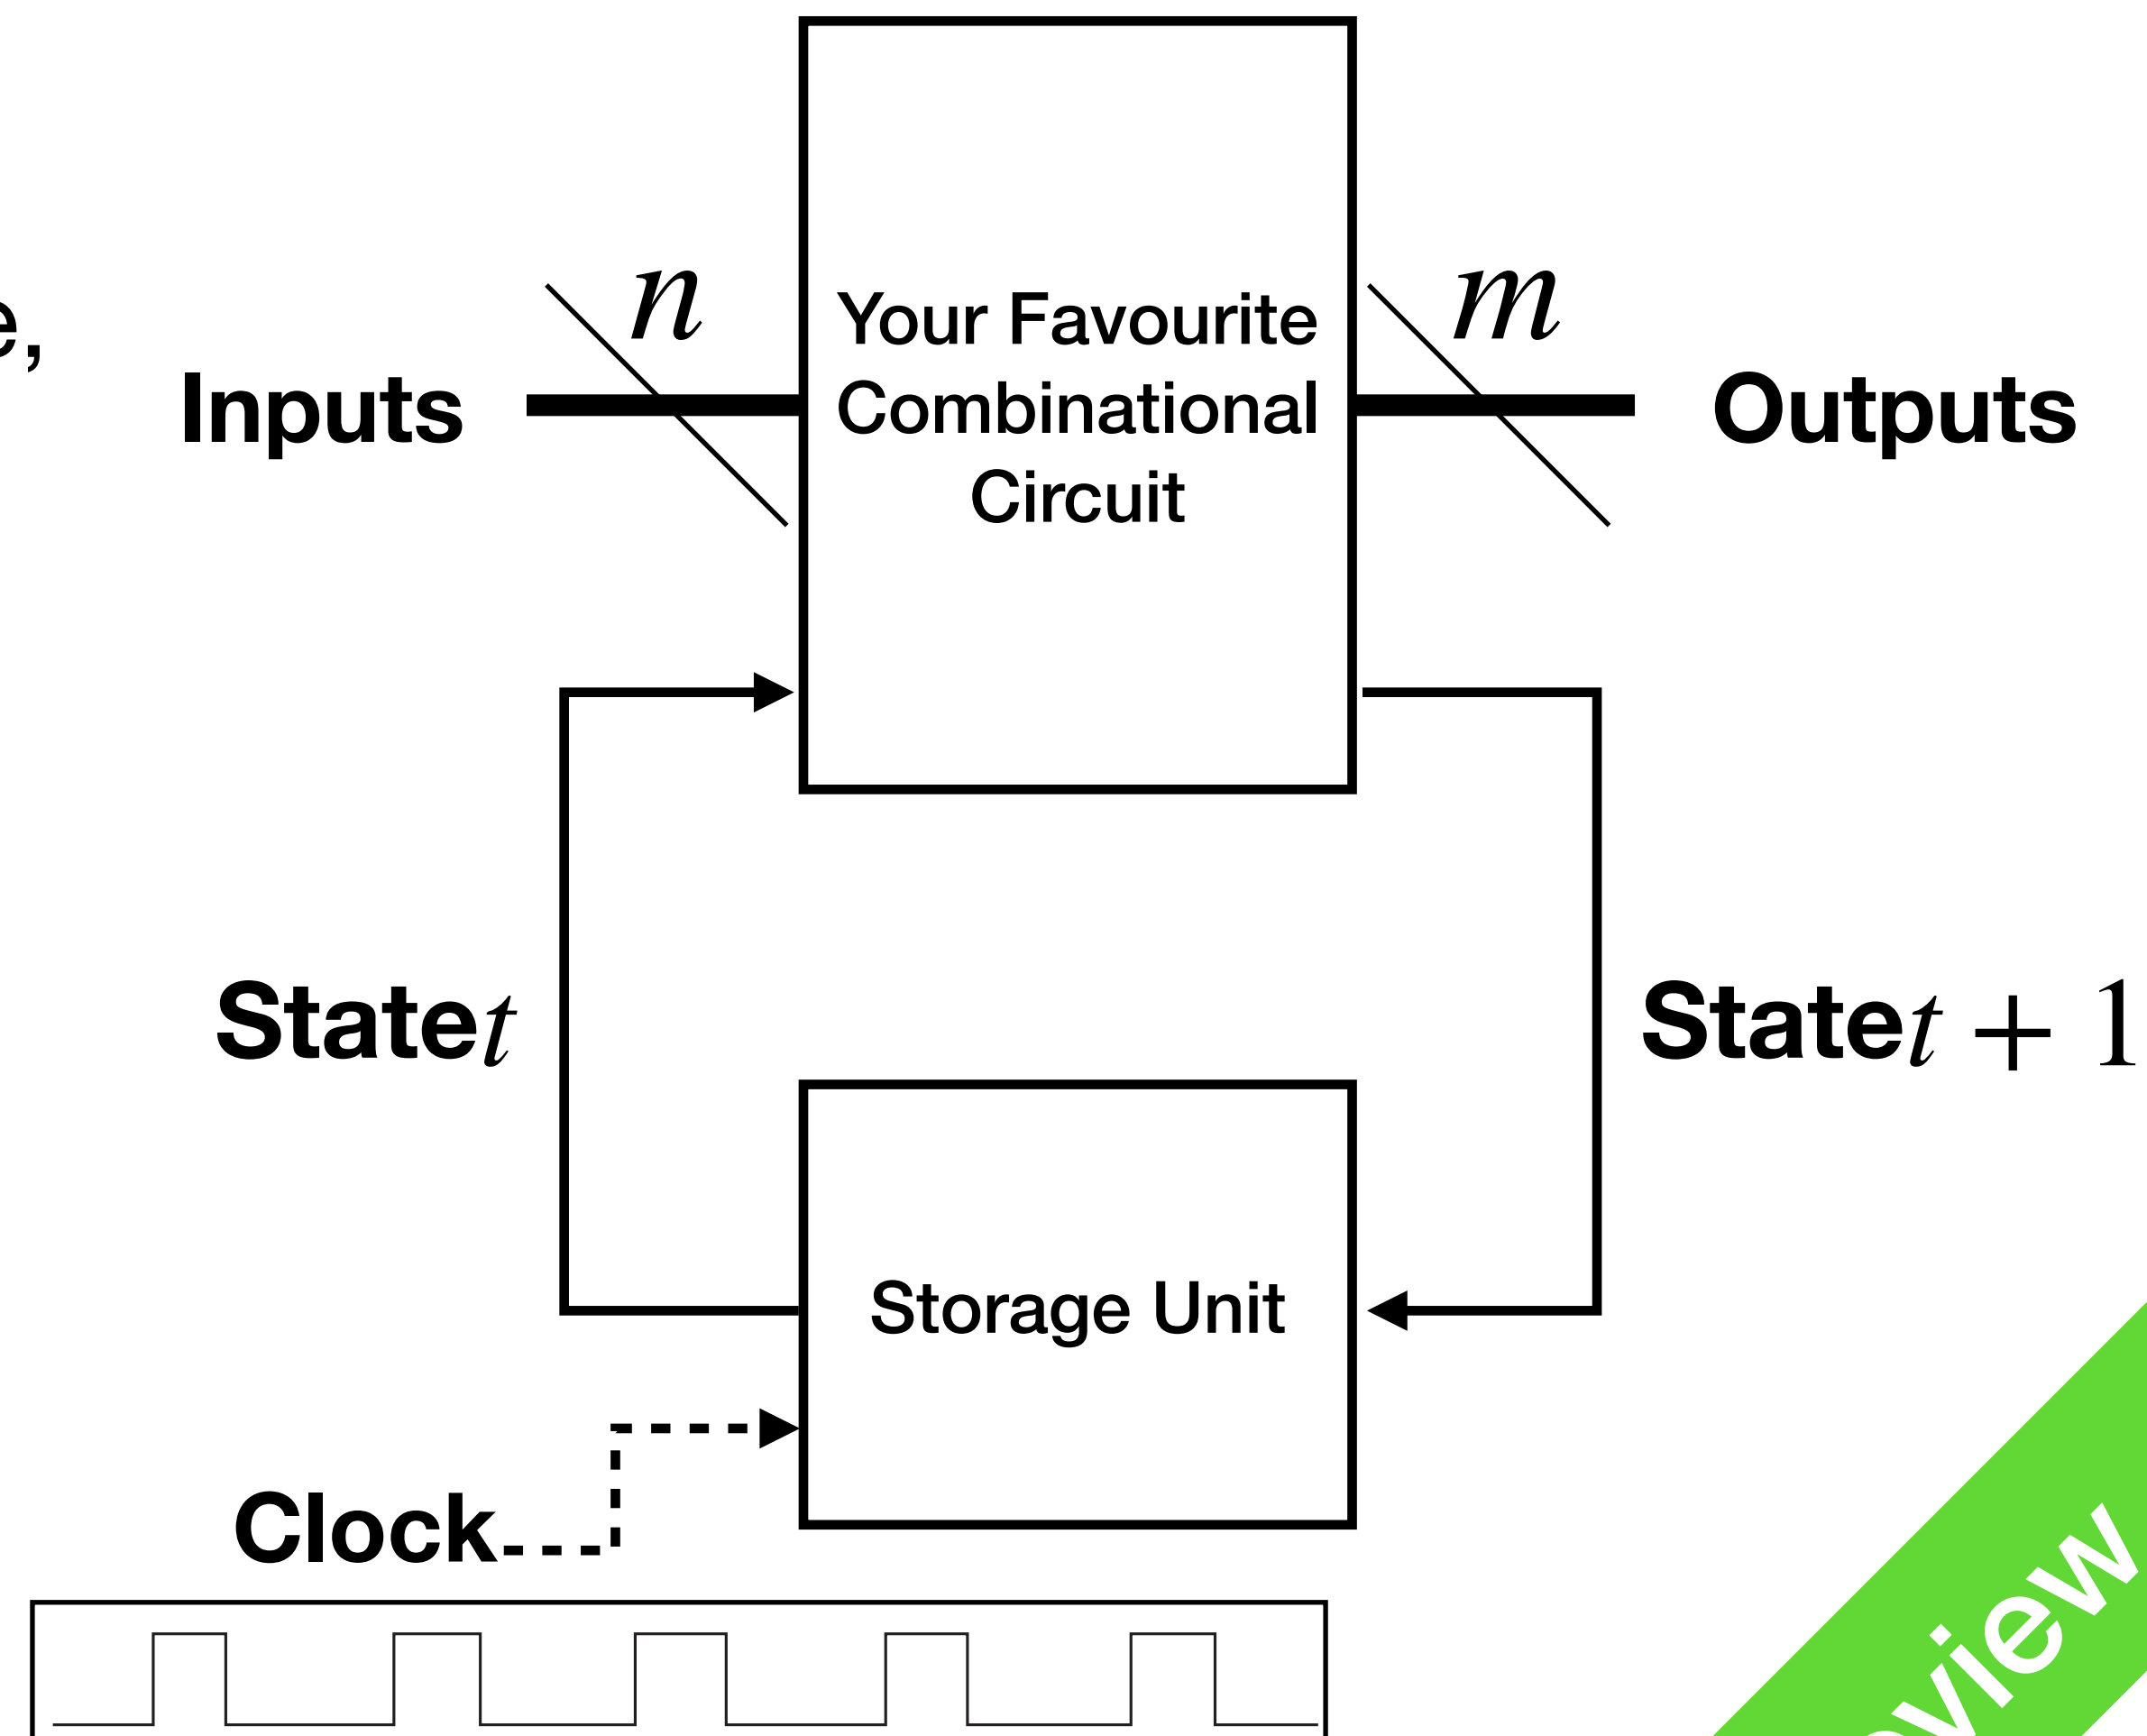 e,
n
m
Your Favourite
Combinational
Circuit
Inputs
Outputs
State t
State t + 1
Storage Unit
Clock